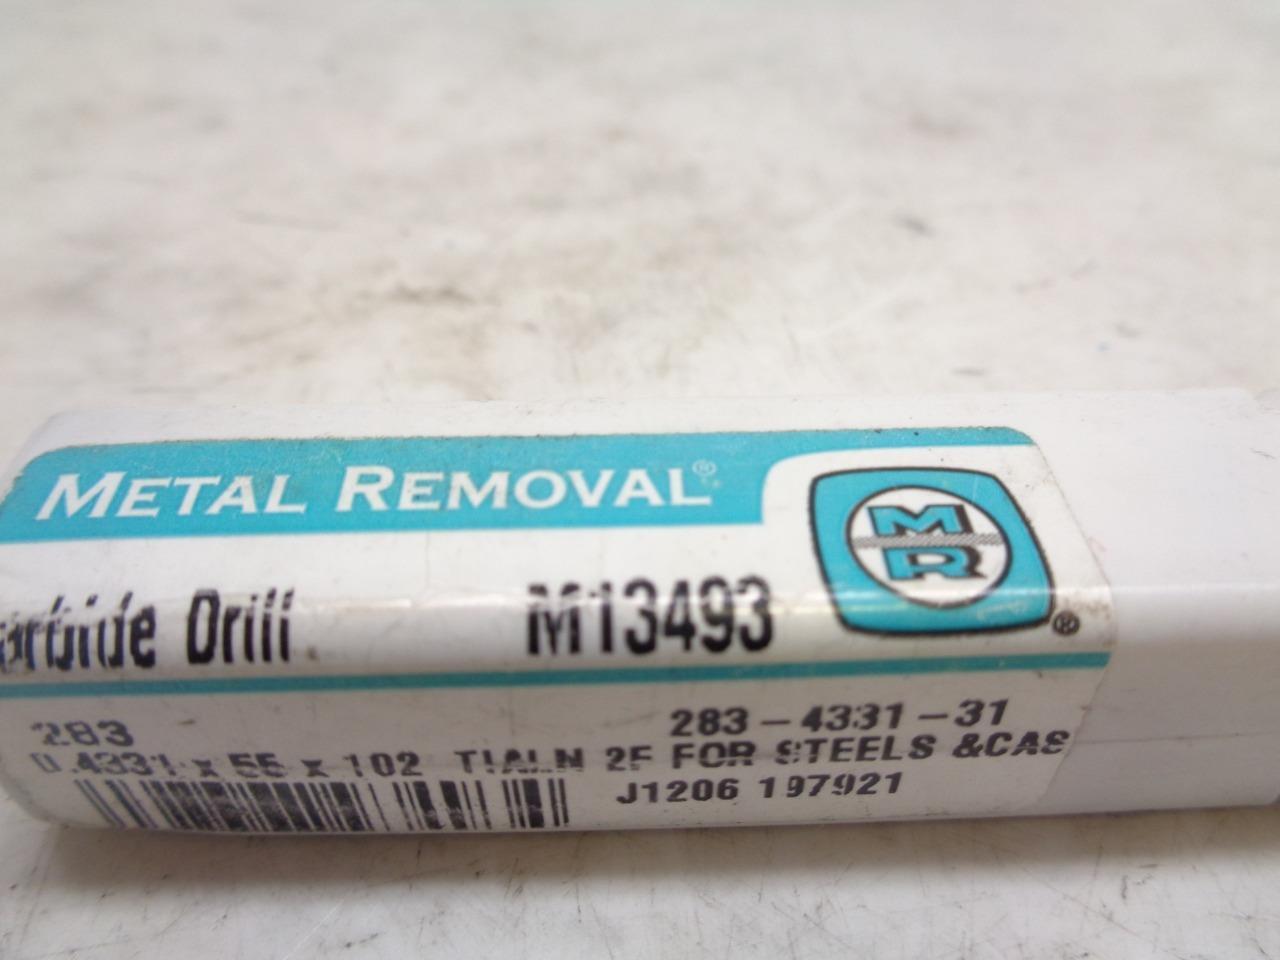 METAL REMOVAL®
M
R
®
arbide Drill M13493
283 283-4331-31
0.4331 x 55 x 102 TIALN 2F FOR STEELS &CAS
J1206 197921